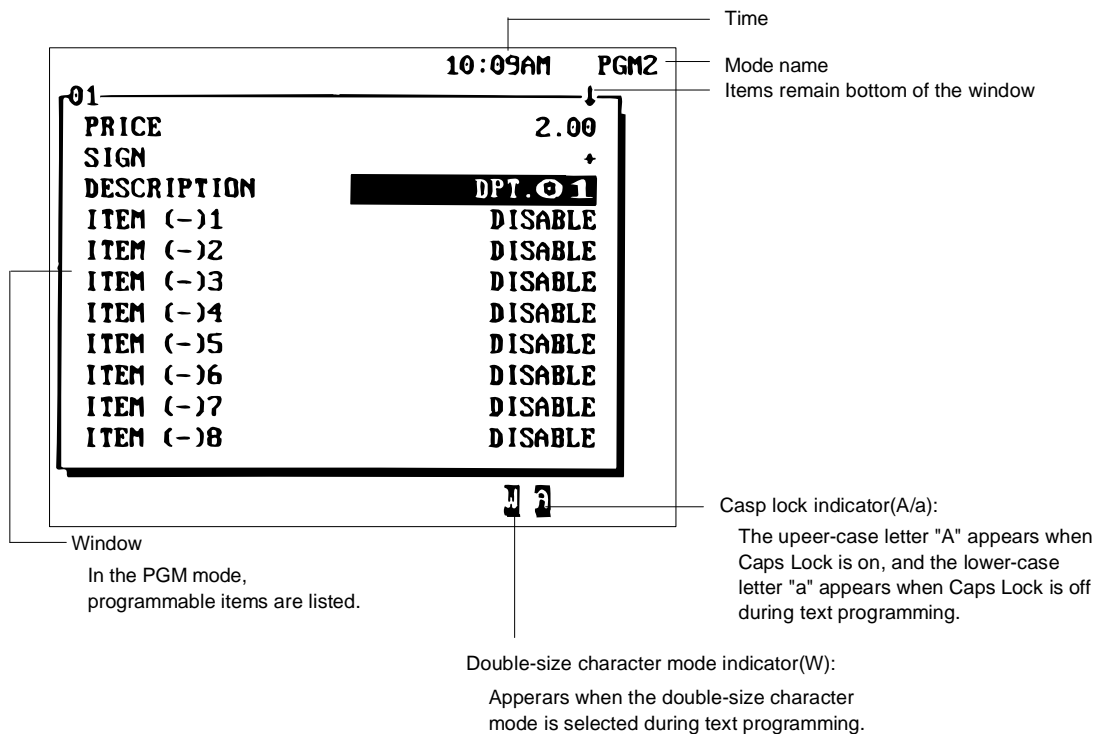 Time
10:09AM PGM2
Mode name
Items remain bottom of the window
01
PRICE 2.00
SIGN +
DESCRIPTION DPT.01
ITEM (-)1 DISABLE
ITEM (-)2 DISABLE
ITEM (-)3 DISABLE
ITEM (-)4 DISABLE
ITEM (-)5 DISABLE
ITEM (-)6 DISABLE
ITEM (-)7 DISABLE
ITEM (-)8 DISABLE
W A
Casp lock indicator(A/a):
The upeer-case letter "A" appears when
Caps Lock is on, and the lower-case
letter "a" appears when Caps Lock is off
during text programming.
Window
In the PGM mode,
programmable items are listed.
Double-size character mode indicator(W):
Apperars when the double-size character
mode is selected during text programming.